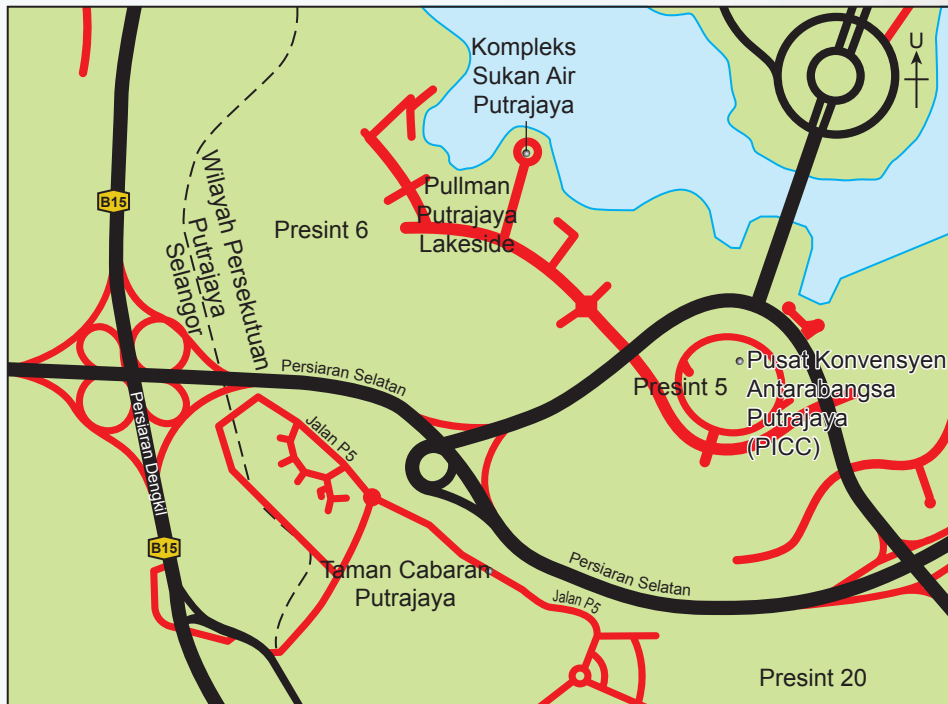 Kompleks
Sukan Air
Putrajaya
U
B15
Wilayah Persekutuan
Putrajaya
Selangor
Presint 6
Pullman
Putrajaya
Lakeside
Persiaran Selatan
Presint 5
Pusat Konvensyen
Antarabangsa
Putrajaya
(PICC)
Persiaran Dengkil
Jalan P5
B15
Taman Cabaran
Putrajaya
Persiaran Selatan
Jalan P5
Presint 20